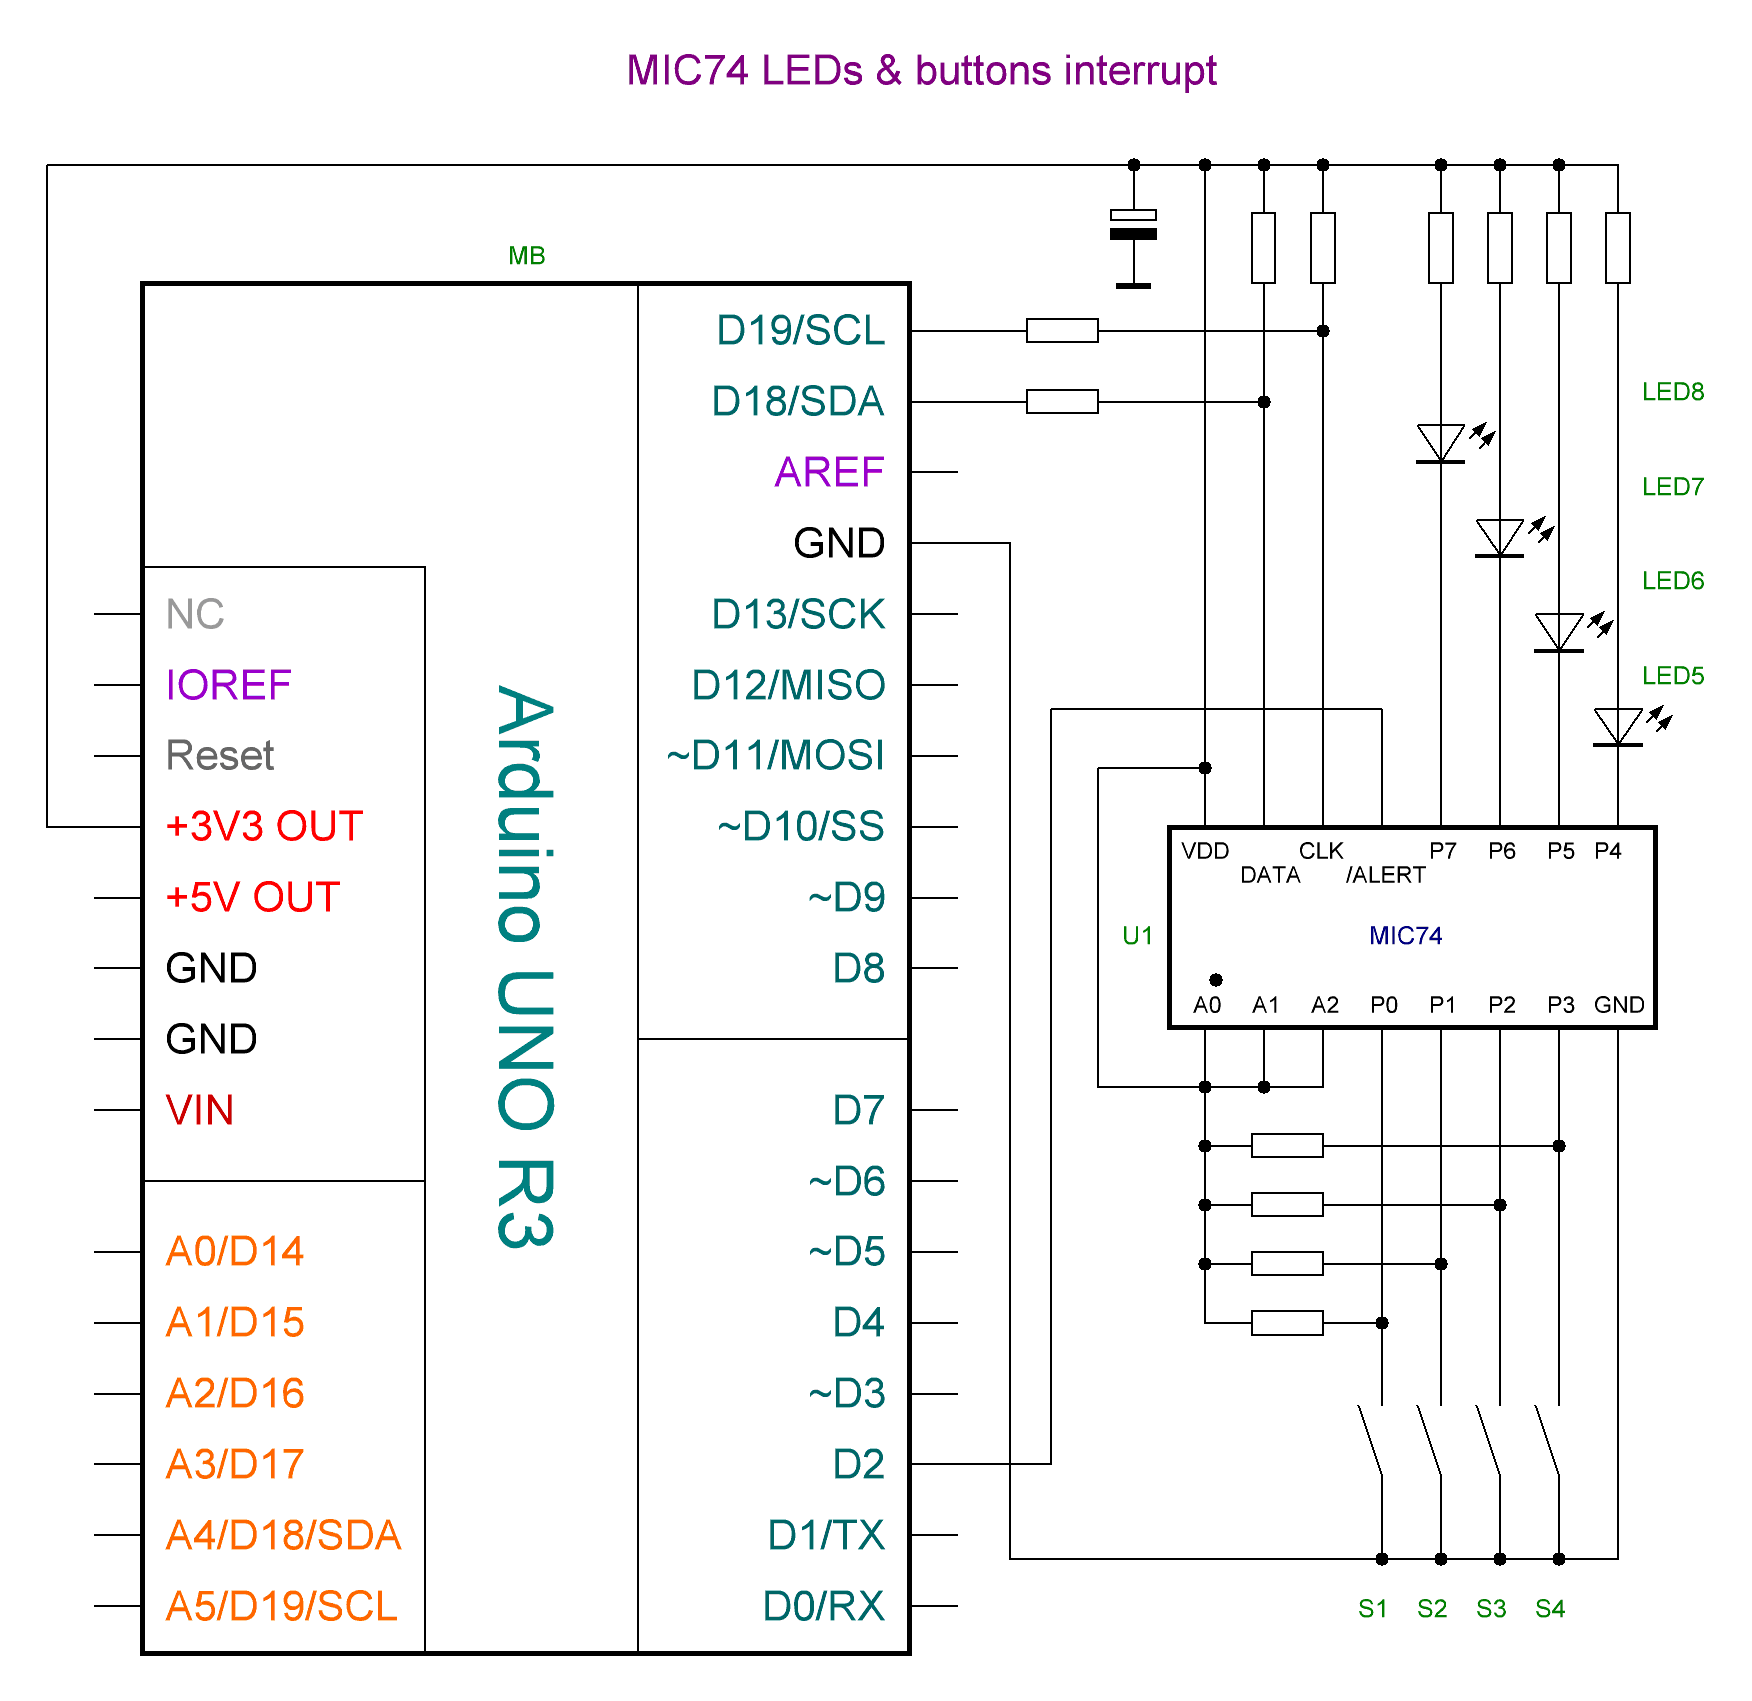 MIC74 LEDs & buttons interrupt
MB
D19/SCL
D18/SDA
AREF
GND
D13/SCK
D12/MISO
~D11/MOSI
~D10/SS
~D9
D8
D7
~D6
~D5
D4
~D3
D2
D1/TX
D0/RX
NC
IOREF
Reset
+3V3 OUT
+5V OUT
GND
GND
VIN
A0/D14
A1/D15
A2/D16
A3/D17
A4/D18/SDA
A5/D19/SCL
Arduino UNO R3
LED8
LED7
LED6
LED5
VDD CLK P7 P6 P5 P4
DATA /ALERT
U1 MIC74
A0 A1 A2 P0 P1 P2 P3 GND
S1 S2 S3 S4